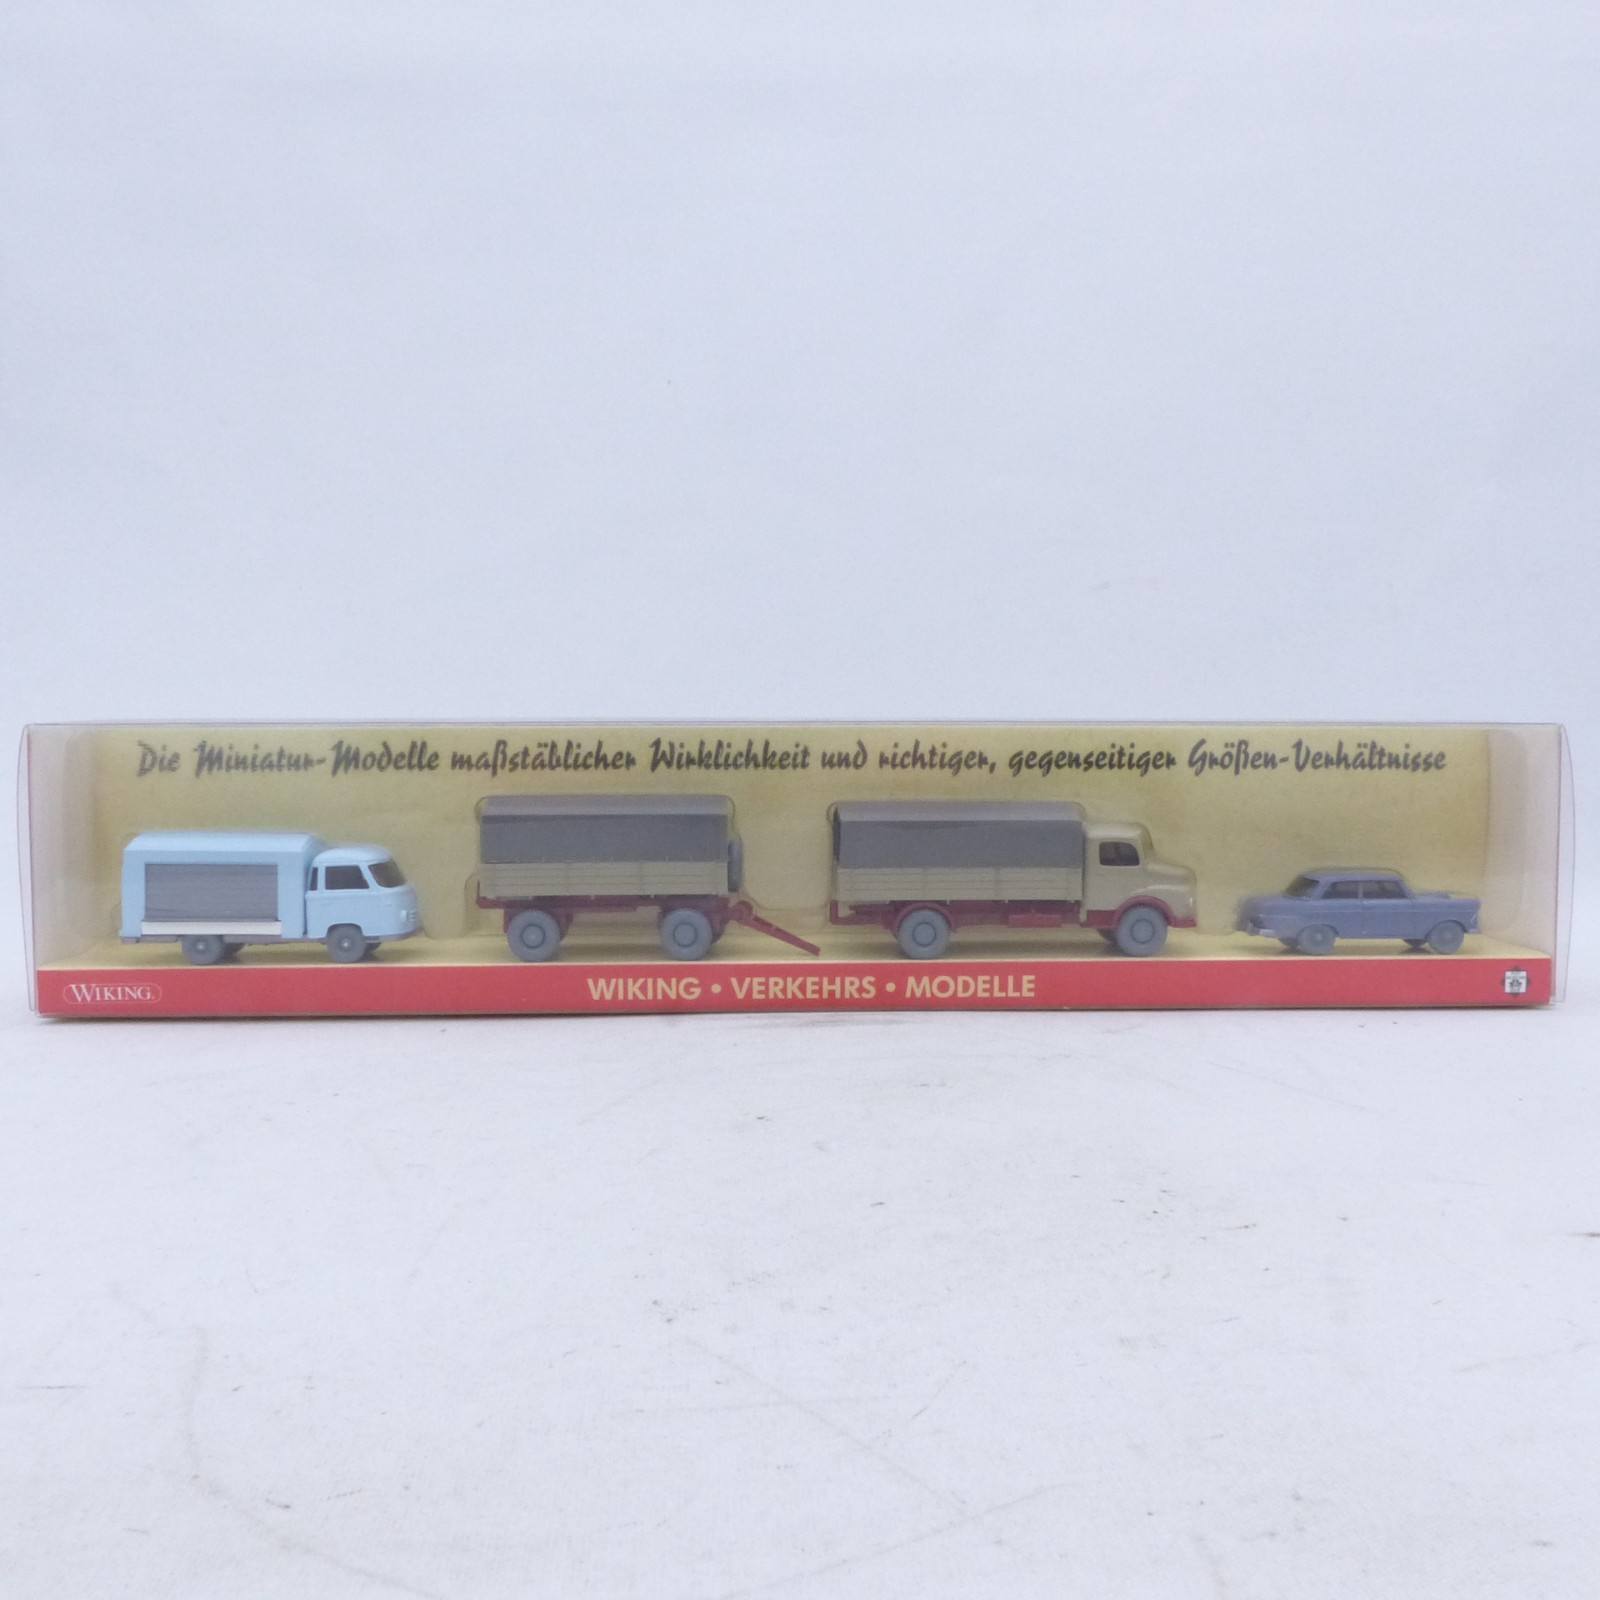 Die Miniatur-Modelle maßstäblicher Wirklichkeit und richtiger, gegenseitiger Größen-Verhältnisse
WIKING • VERKEHRS • MODELLE
WIKING